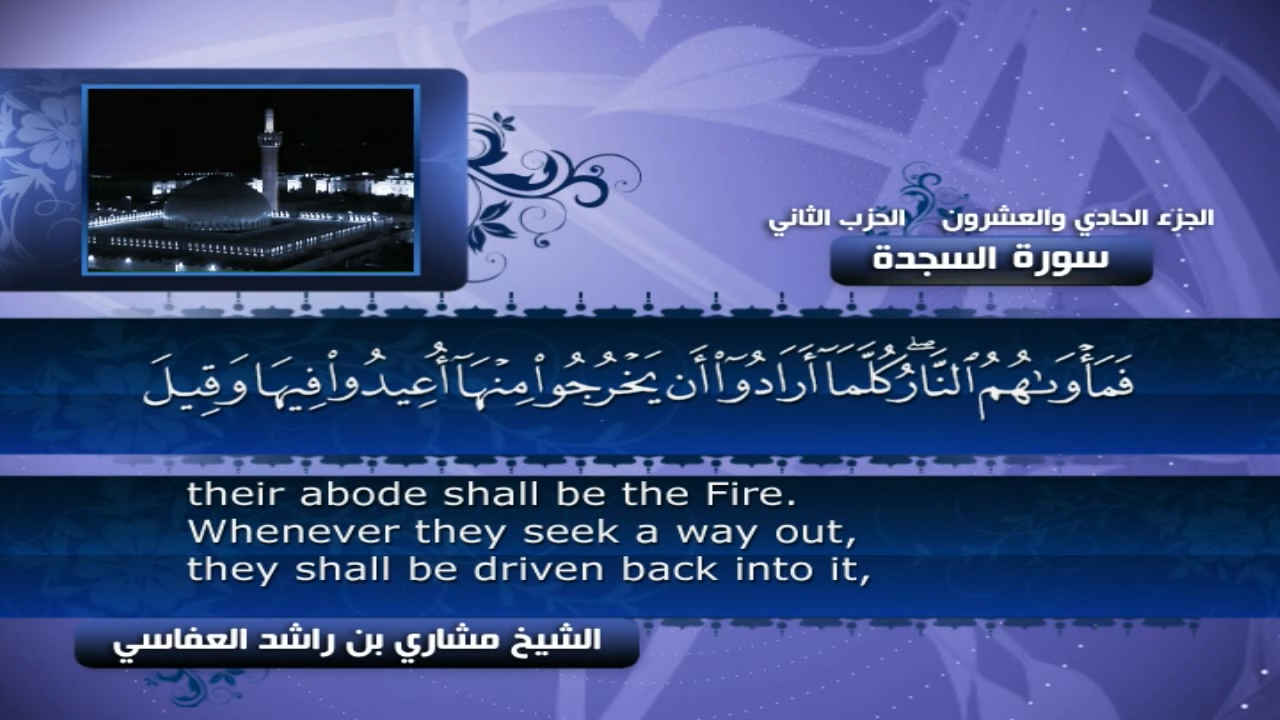 الجزء الحادي والعشرون الحزب الثاني
سورة السجدة
فَمَأْوَىٰهُمُ ٱلنَّارُ ۖ كُلَّمَآ أَرَادُوٓا۟ أَن يَخْرُجُوا۟ مِنْهَآ أُعِيدُوا۟ فِيهَا وَقِيلَ
their abode shall be the Fire.
Whenever they seek a way out,
they shall be driven back into it,
الشيخ مشاري بن راشد العفاسي